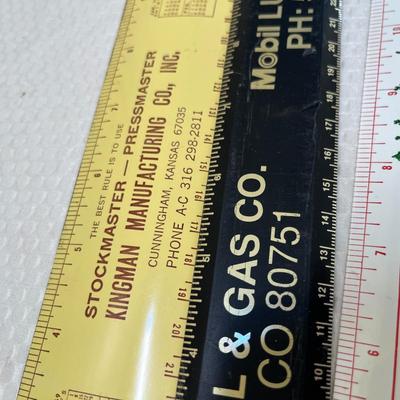 THE BEST RULE IS TO USE
STOCKMASTER — PRESSMASTER
KINGMAN MANUFACTURING CO., INC.
CUNNINGHAM, KANSAS 67035
PHONE A-C 316 298-2811
L & GAS CO.
CO 80751
Mobil LU
PH: